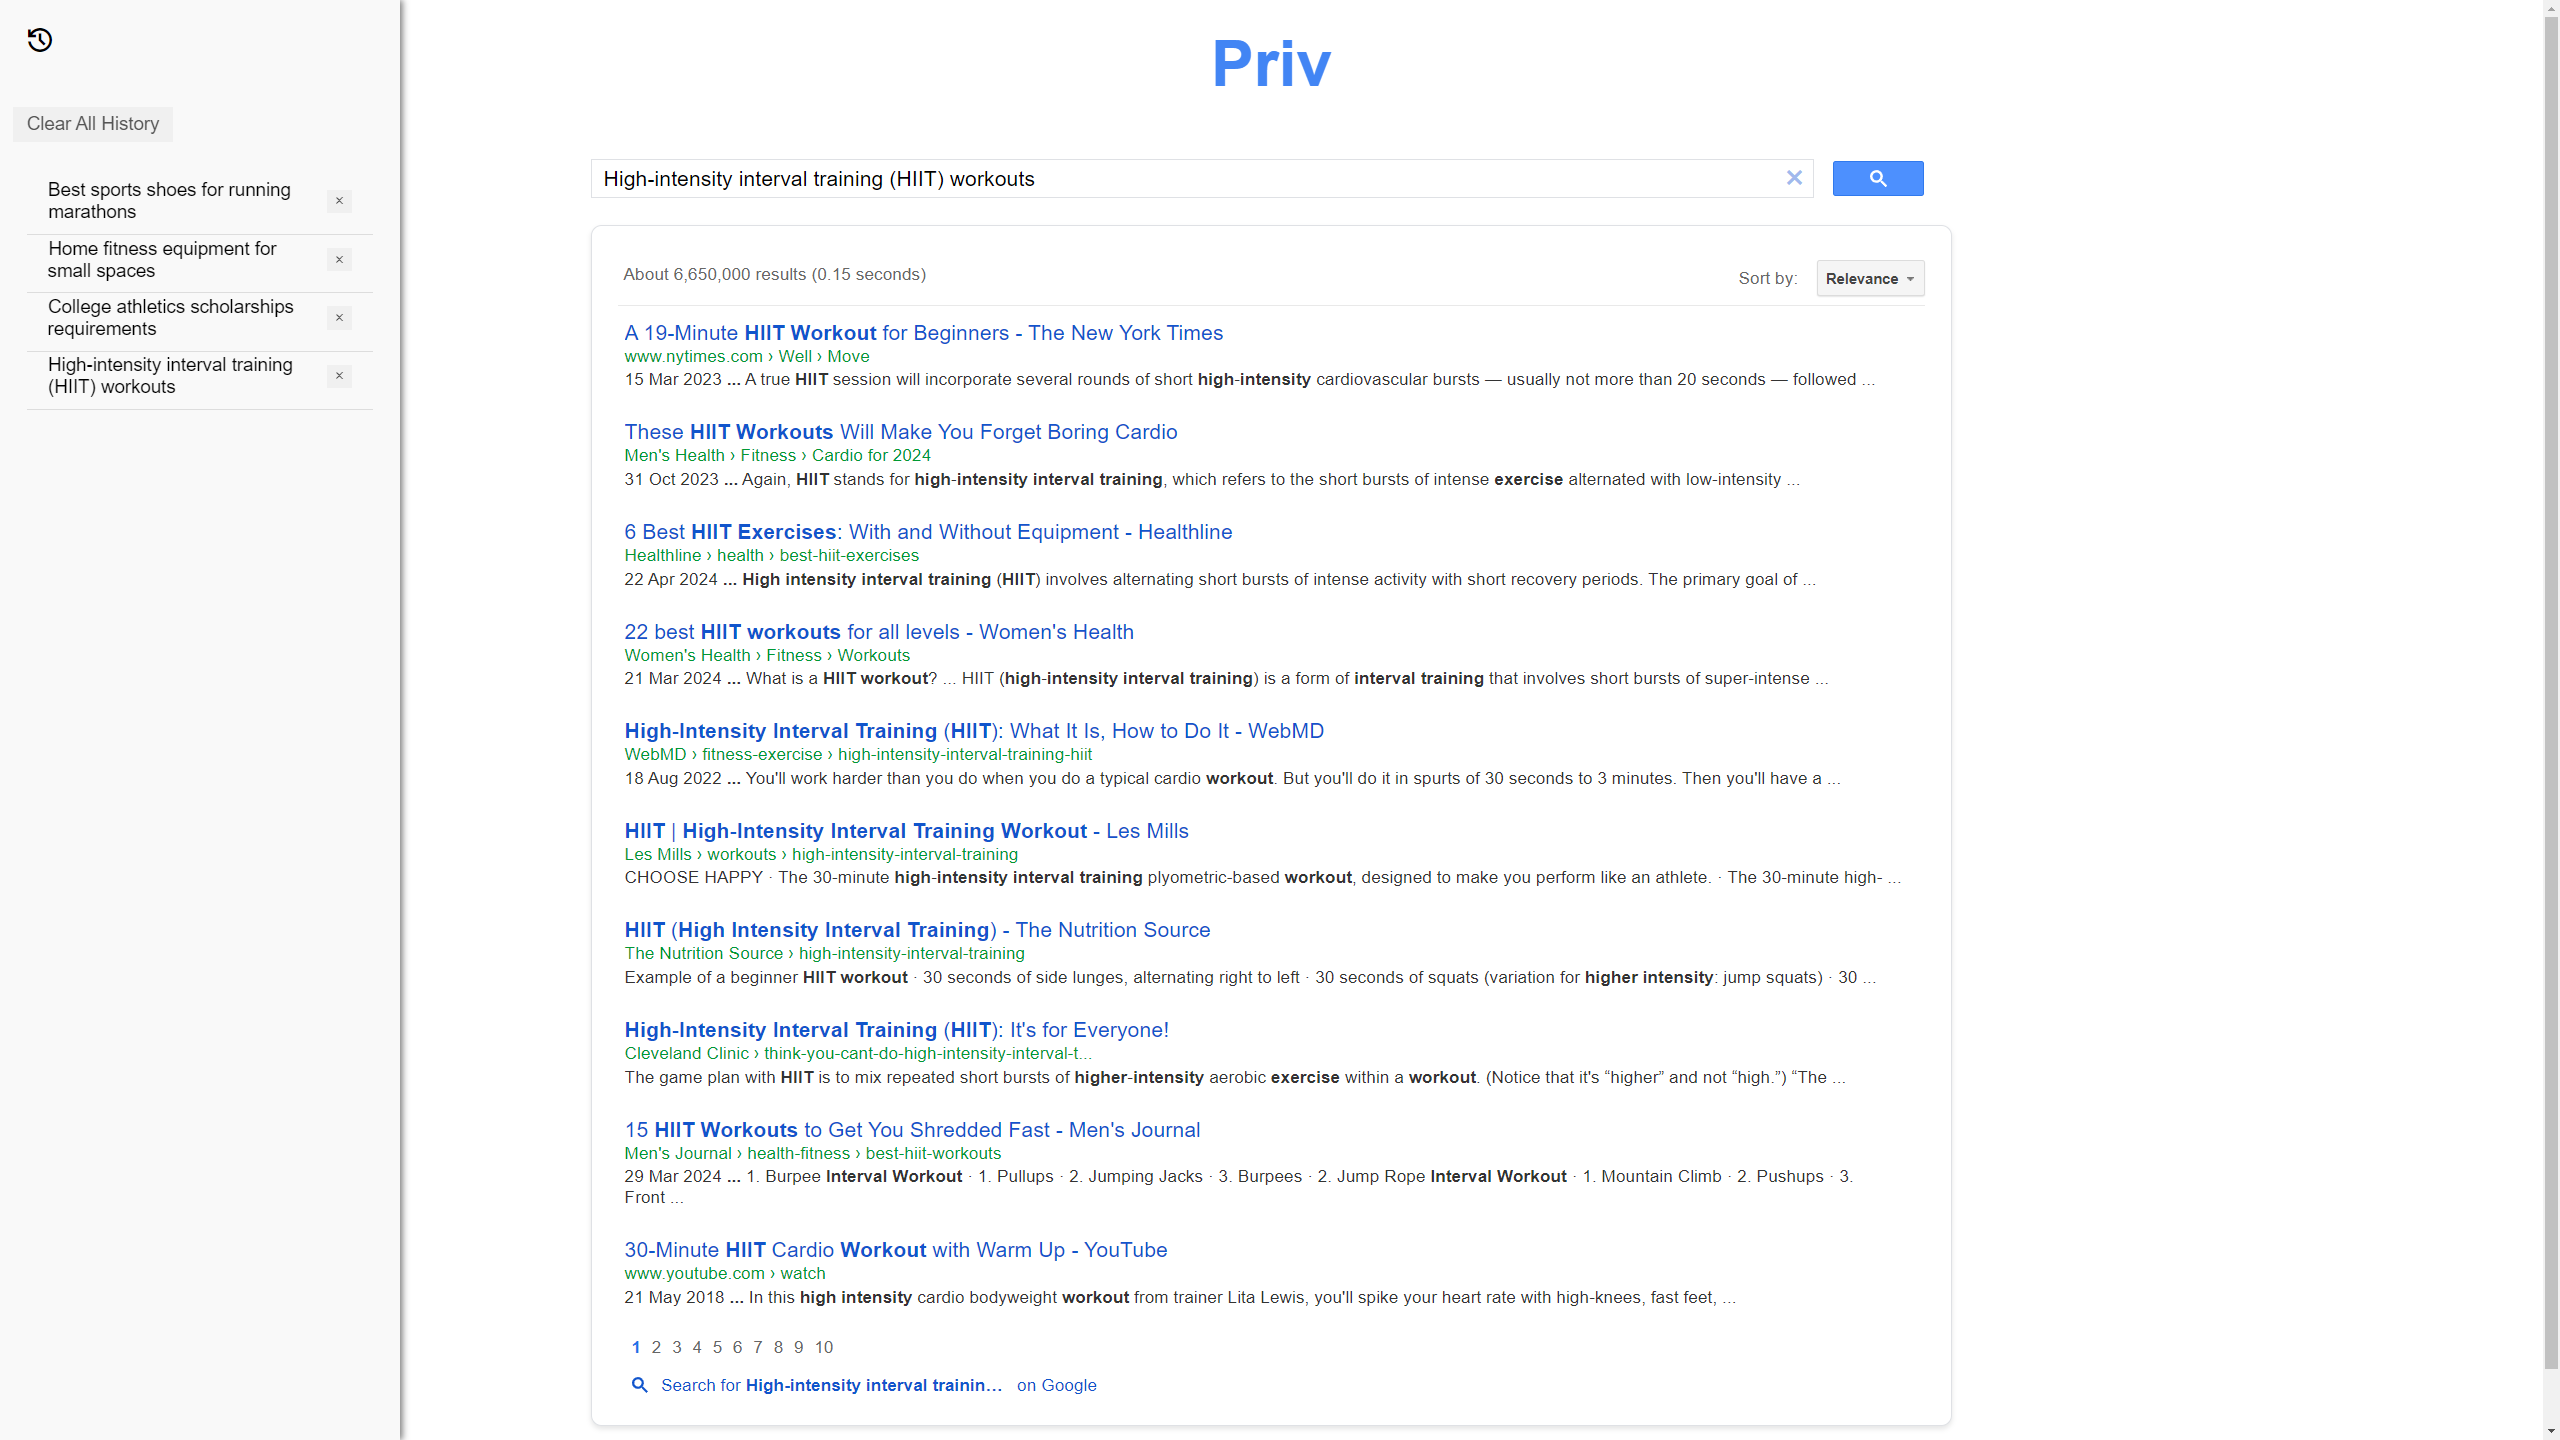 Clear All History
Best sports shoes for running
marathons
×
Home fitness equipment for
small spaces
×
College athletics scholarships
requirements
×
High-intensity interval training
(HIIT) workouts
×
Priv
High-intensity interval training (HIIT) workouts
About 6,650,000 results (0.15 seconds)
Sort by:
Relevance
A 19-Minute HIIT Workout for Beginners - The New York Times
www.nytimes.com › Well › Move
15 Mar 2023 ... A true HIIT session will incorporate several rounds of short high-intensity cardiovascular bursts — usually not more than 20 seconds — followed ...
These HIIT Workouts Will Make You Forget Boring Cardio
Men's Health › Fitness › Cardio for 2024
31 Oct 2023 ... Again, HIIT stands for high-intensity interval training, which refers to the short bursts of intense exercise alternated with low-intensity ...
6 Best HIIT Exercises: With and Without Equipment - Healthline
Healthline › health › best-hiit-exercises
22 Apr 2024 ... High intensity interval training (HIIT) involves alternating short bursts of intense activity with short recovery periods. The primary goal of ...
22 best HIIT workouts for all levels - Women's Health
Women's Health › Fitness › Workouts
21 Mar 2024 ... What is a HIIT workout? ... HIIT (high-intensity interval training) is a form of interval training that involves short bursts of super-intense ...
High-Intensity Interval Training (HIIT): What It Is, How to Do It - WebMD
WebMD › fitness-exercise › high-intensity-interval-training-hiit
18 Aug 2022 ... You'll work harder than you do when you do a typical cardio workout. But you'll do it in spurts of 30 seconds to 3 minutes. Then you'll have a ...
HIIT | High-Intensity Interval Training Workout - Les Mills
Les Mills › workouts › high-intensity-interval-training
CHOOSE HAPPY · The 30-minute high-intensity interval training plyometric-based workout, designed to make you perform like an athlete. · The 30-minute high- ...
HIIT (High Intensity Interval Training) - The Nutrition Source
The Nutrition Source › high-intensity-interval-training
Example of a beginner HIIT workout · 30 seconds of side lunges, alternating right to left · 30 seconds of squats (variation for higher intensity: jump squats) · 30 ...
High-Intensity Interval Training (HIIT): It's for Everyone!
Cleveland Clinic › think-you-cant-do-high-intensity-interval-t...
The game plan with HIIT is to mix repeated short bursts of higher-intensity aerobic exercise within a workout. (Notice that it's “higher” and not “high.”) “The ...
15 HIIT Workouts to Get You Shredded Fast - Men's Journal
Men's Journal › health-fitness › best-hiit-workouts
29 Mar 2024 ... 1. Burpee Interval Workout · 1. Pullups · 2. Jumping Jacks · 3. Burpees · 2. Jump Rope Interval Workout · 1. Mountain Climb · 2. Pushups · 3.
Front ...
30-Minute HIIT Cardio Workout with Warm Up - YouTube
www.youtube.com › watch
21 May 2018 ... In this high intensity cardio bodyweight workout from trainer Lita Lewis, you'll spike your heart rate with high-knees, fast feet, ...
1 2 3 4 5 6 7 8 9 10
Search for High-intensity interval trainin... on Google